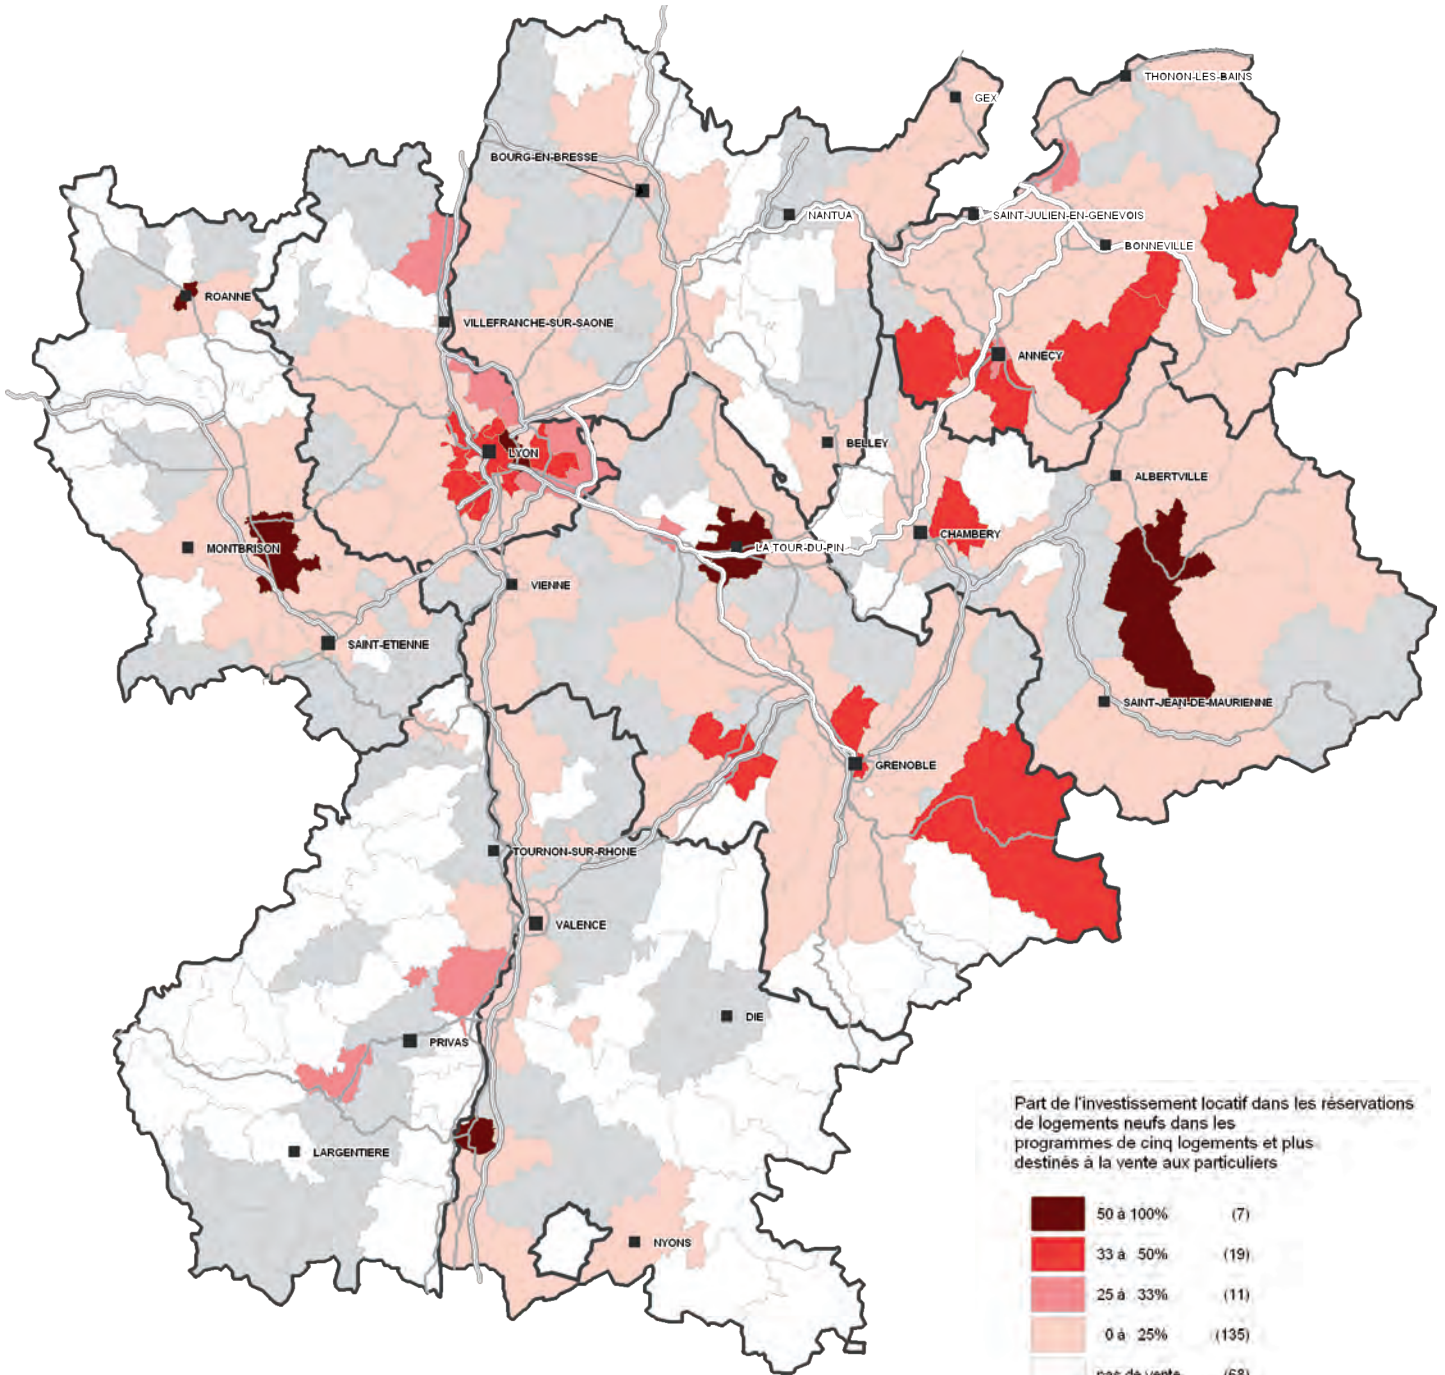 THONON-LES-BAINS
GEX
BOURG-EN-BRESSE
NANTUA
SAINT-JULIEN-EN-GENEVOIS
BONNEVILLE
ROANNE
VILLEFRANCHE-SUR-SAONE
ANNECY
BELLEY
LYON
ALBERTVILLE
CHAMBERY
MONTBRISON
LA TOUR-DU-PIN
VIENNE
SAINT-ETIENNE
SAINT-JEAN-DE-MAURIENNE
GRENOBLE
TOURNON-SUR-RHONE
VALENCE
DIE
PRIVAS
LARGENTIERE
NYONS
Part de l'investissement locatif dans les réservations
de logements neufs dans les
programmes de cinq logements et plus
destinés à la vente aux particuliers
50 à 100% (7)
33 à 50% (19)
25 à 33% (11)
0 à 25% (135)
pas de vente (68)